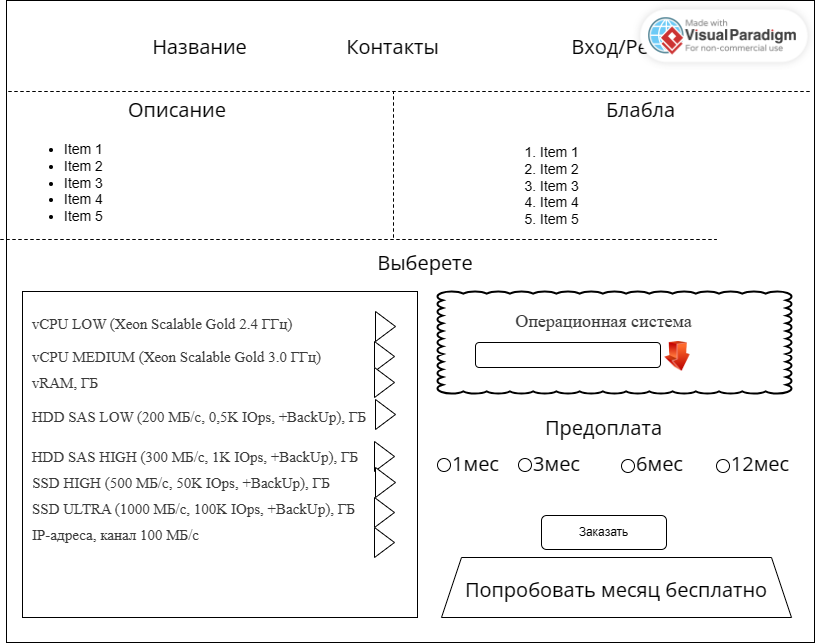 Made with
VisualParadigm
For non-commercial use
Название
Контакты
Вход/Ре
Описание
Item 1
Item 2
Item 3
Item 4
Item 5
Блабла
1. Item 1
2. Item 2
3. Item 3
4. Item 4
5. Item 5
Выберете
vCPU LOW (Xeon Scalable Gold 2.4 ГГц)
vCPU MEDIUM (Xeon Scalable Gold 3.0 ГГц)
vRAM, ГБ
HDD SAS LOW (200 МБ/с, 0,5K IOps, +BackUp), ГБ
HDD SAS HIGH (300 МБ/с, 1K IOps, +BackUp), ГБ
SSD HIGH (500 МБ/с, 50K IOps, +BackUp), ГБ
SSD ULTRA (1000 МБ/с, 100K IOps, +BackUp), ГБ
IP-адреса, канал 100 МБ/с
Операционная система
Предоплата
1мес 3мес 6мес 12мес
Заказать
Попробовать месяц бесплатно